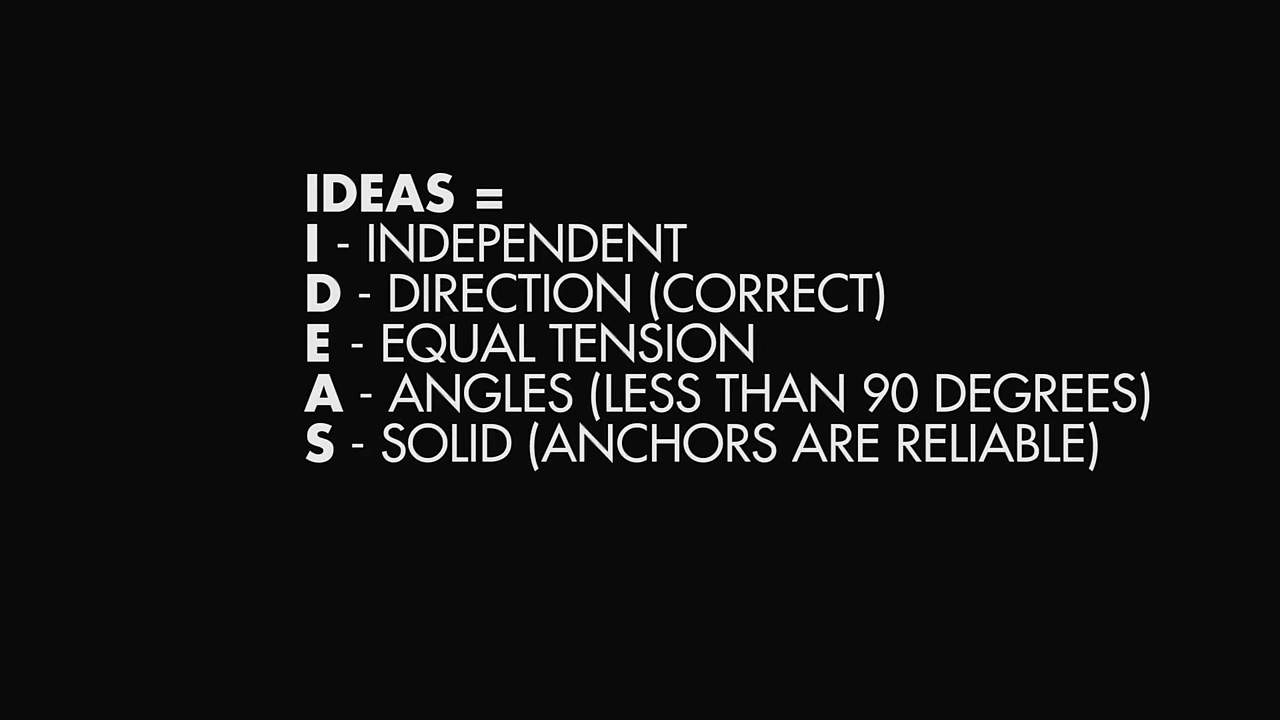 IDEAS =
I - INDEPENDENT
D - DIRECTION (CORRECT)
E - EQUAL TENSION
A - ANGLES (LESS THAN 90 DEGREES)
S - SOLID (ANCHORS ARE RELIABLE)